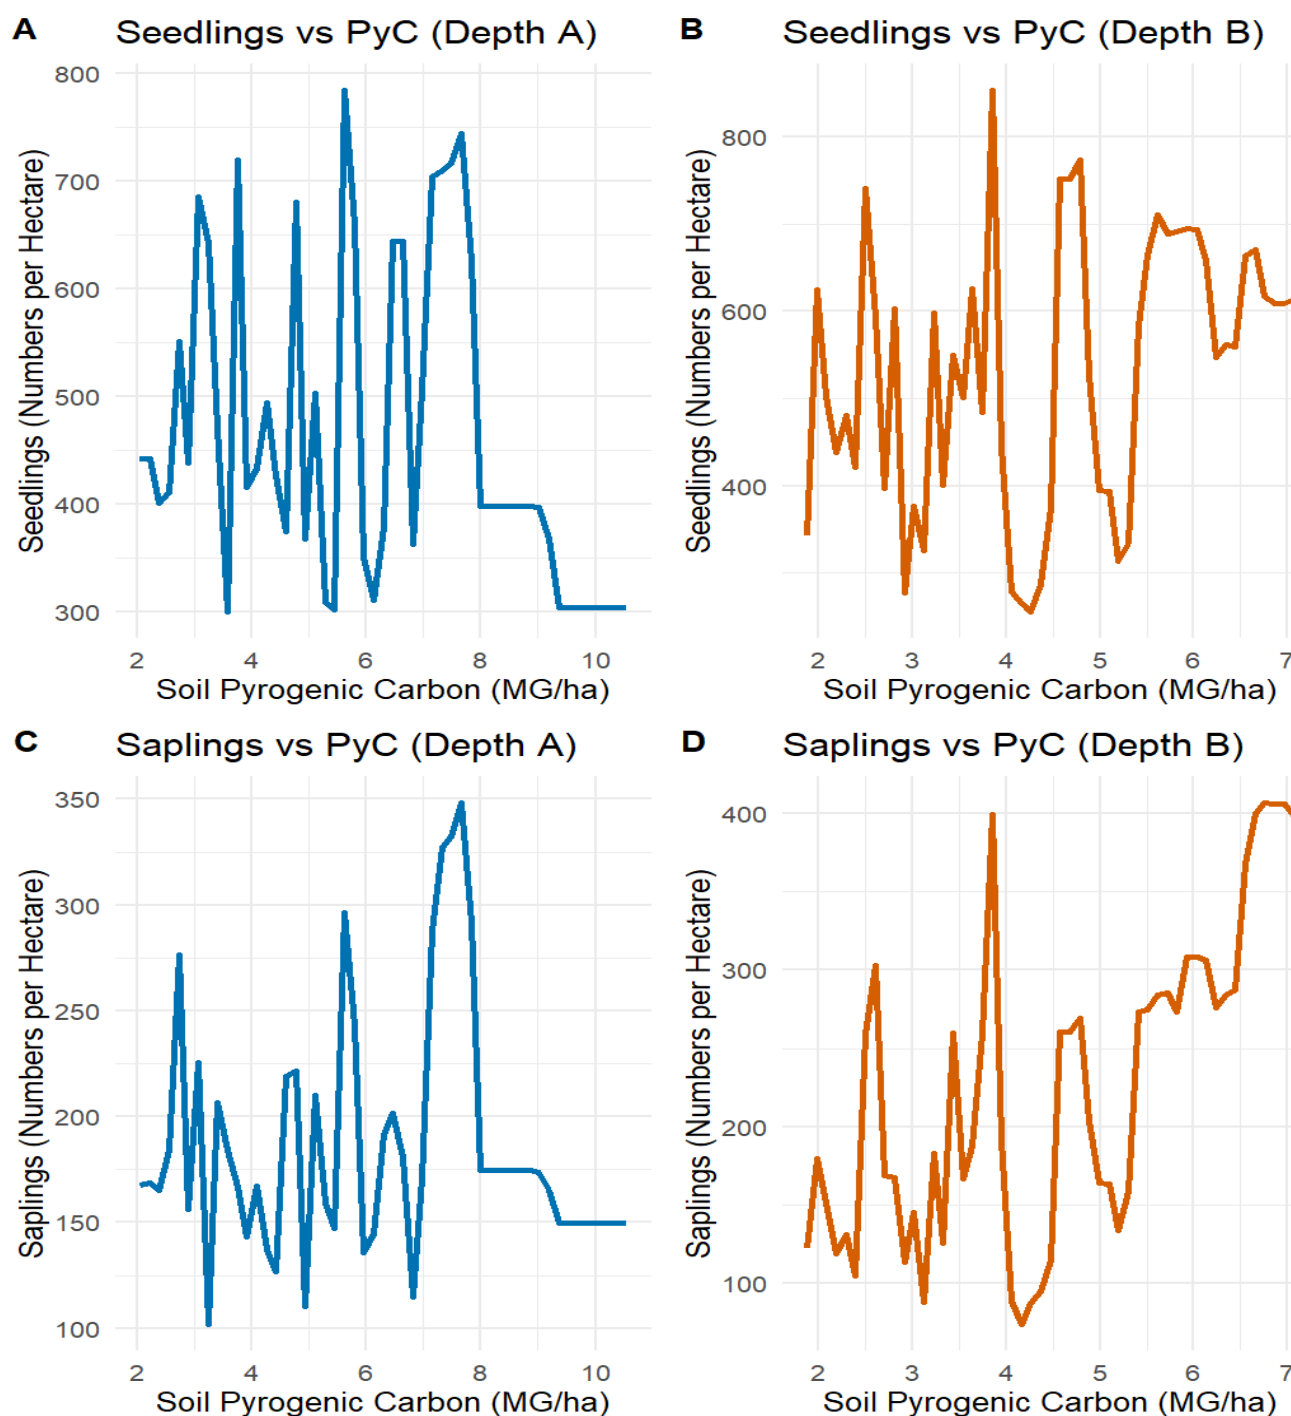 A Seedlings vs PyC (Depth A)
Seedlings (Numbers per Hectare)
800
700
600
500
400
300
2 4 6 8 10
Soil Pyrogenic Carbon (MG/ha)
B Seedlings vs PyC (Depth B)
Seedlings (Numbers per Hectare)
800
600
400
2 3 4 5 6 7
Soil Pyrogenic Carbon (MG/ha)
C Saplings vs PyC (Depth A)
Saplings (Numbers per Hectare)
350
300
250
200
150
100
2 4 6 8 10
Soil Pyrogenic Carbon (MG/ha)
D Saplings vs PyC (Depth B)
Saplings (Numbers per Hectare)
400
300
200
100
2 3 4 5 6 7
Soil Pyrogenic Carbon (MG/ha)